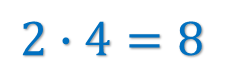 2 · 4 = 8